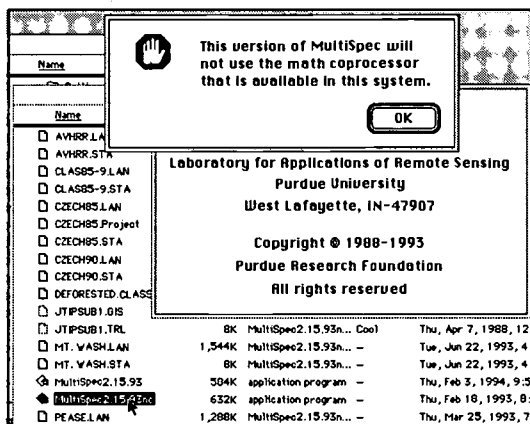 This version of MultiSpec will
not use the math coprocessor
that is available in this system.
OK
Name
Name
AVHRR.LA
AVHRR.STA
CLAS85-9.LAN
CLAS85-9.STA
CZECH85.LAN
CZECH85.Project
CZECH85.STA
CZECH90.LAN
CZECH90.STA
DEFORESTED.CLASS
JTIPSUB1.GIS
Laboratory for Applications of Remote Sensing
Purdue University
West Lafayette, IN-47907
Copyright © 1988-1993
Purdue Research Foundation
All rights reserved
JTIPSUB1.TRL 8K MultiSpec2.15.93n... Cool Thu, Apr 7, 1988, 12
MT. WASH.LAN 1,544K MultiSpec2.15.93n... – Tue, Jun 22, 1993, 4
MT. WASH.STA 8K MultiSpec2.15.93n... – Tue, Jun 22, 1993, 4
MultiSpec2.15.93 504K application program – Thu, Feb 3, 1994, 9:5
MultiSpec2.15.93nc 632K application program – Thu, Feb 18, 1993, 8:
PEASE.LAN 1,288K MultiSpec2.15.93n... – Thu, Mar 25, 1993, 7